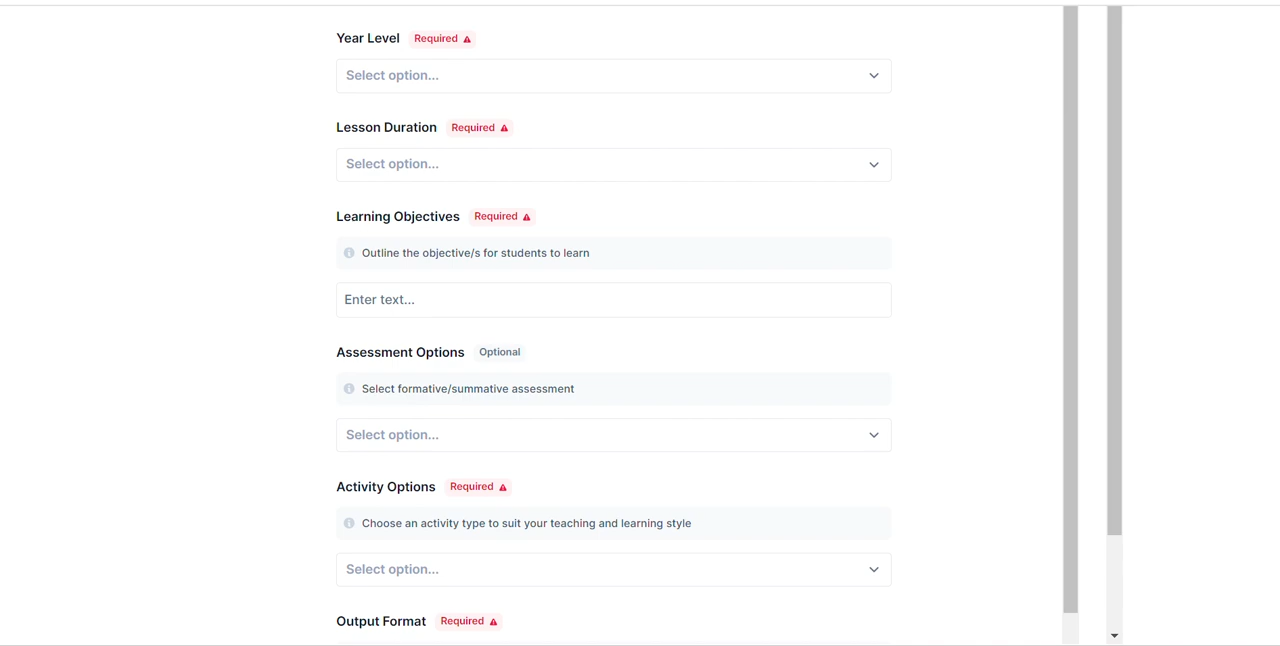 Year Level Required
Select option...
Lesson Duration Required
Select option...
Learning Objectives Required
Outline the objective/s for students to learn
Enter text...
Assessment Options Optional
Select formative/summative assessment
Select option...
Activity Options Required
Choose an activity type to suit your teaching and learning style
Select option...
Output Format Required